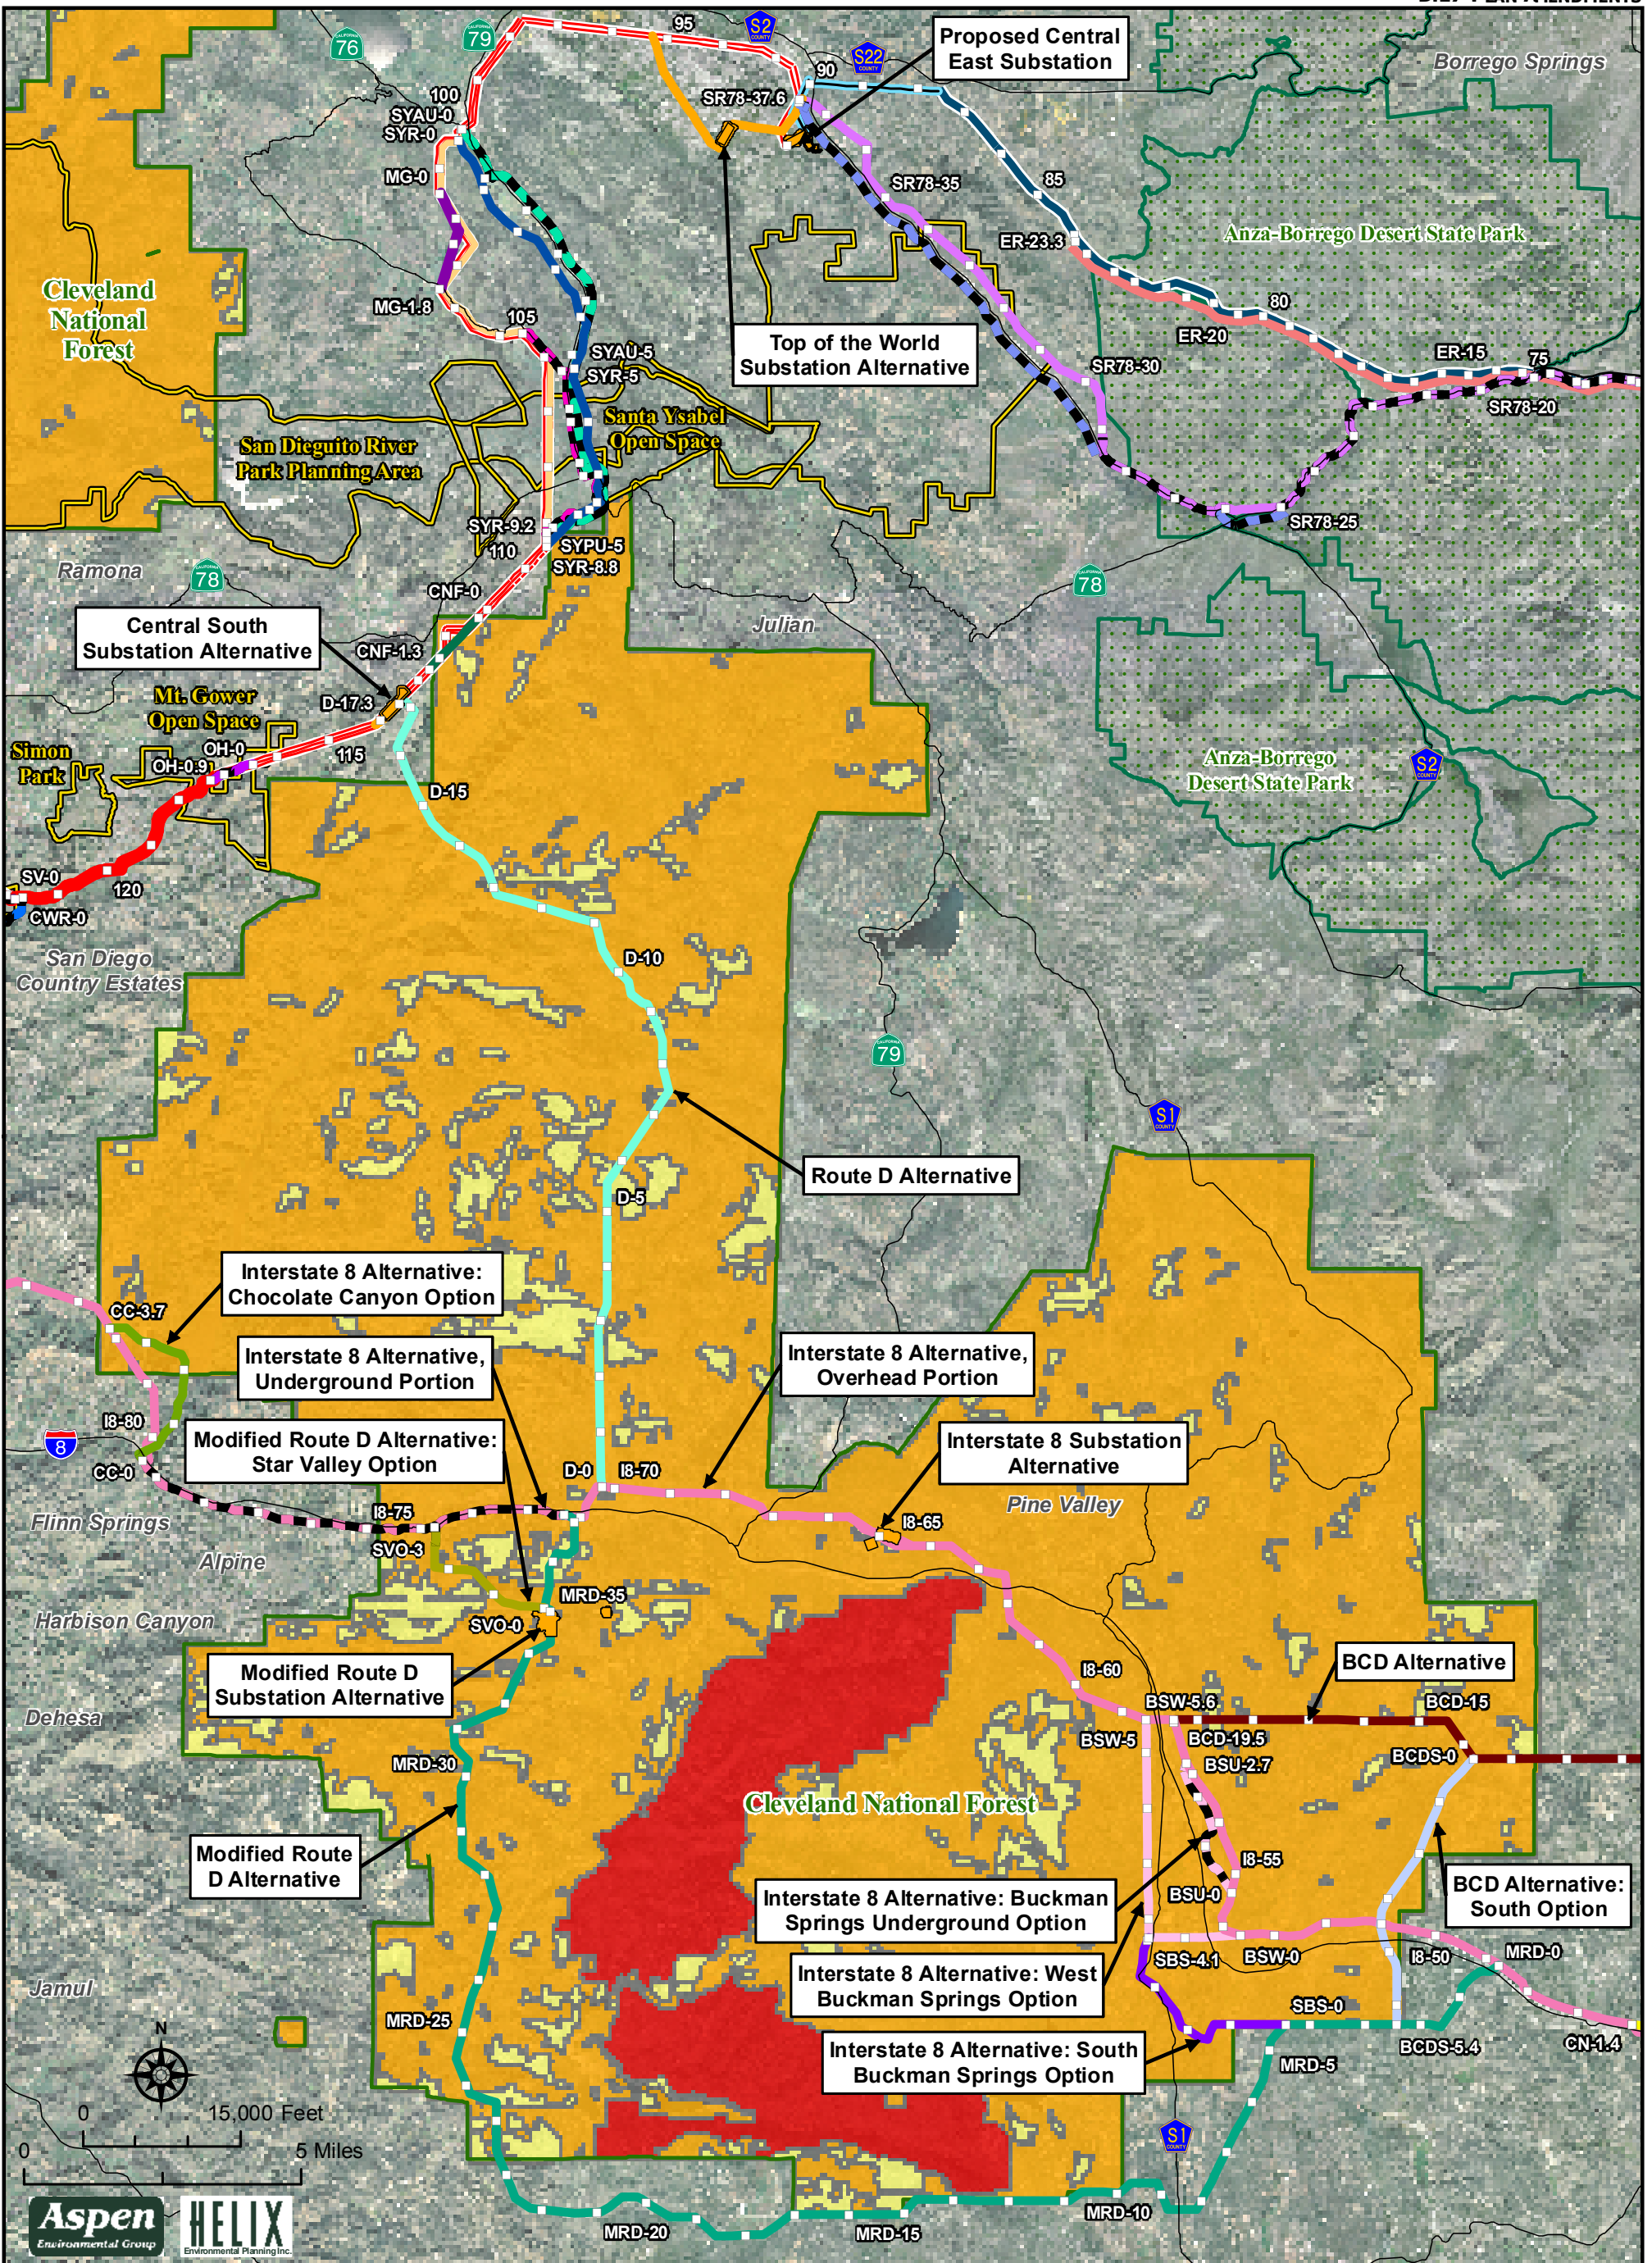 D.17 PLAN AMENDMENTS
76
CALIFORNIA
79
CALIFORNIA
95
S2
COUNTY
S22
COUNTY
Proposed Central
East Substation
Borrego Springs
90
100
SYAU-0
SYR-0
SR78-37.6
MG-0
SR78-35
85
ER-23.3
Anza-Borrego Desert State Park
Cleveland
National
Forest
MG-1.8
105
80
ER-20
Top of the World
Substation Alternative
SYAU-5
SYR-5
SR78-30
ER-15
75
SR78-20
Santa Ysabel
Open Space
San Dieguito River
Park Planning Area
SR78-25
SYR-9.2
110
SYPU-5
SYR-8.8
Ramona
CALIFORNIA
78
CALIFORNIA
78
CNF-0
Julian
Central South
Substation Alternative
CNF-1.3
D-17.3
Mt. Gower
Open Space
Simon
Park
OH-0
OH-0.9
115
Anza-Borrego
Desert State Park
S2
COUNTY
D-15
SV-0
120
CWR-0
San Diego
Country Estates
D-10
CALIFORNIA
79
S1
COUNTY
Route D Alternative
D-5
Interstate 8 Alternative:
Chocolate Canyon Option
CC-3.7
Interstate 8 Alternative,
Underground Portion
Interstate 8 Alternative,
Overhead Portion
I8-80
8
CC-0
Modified Route D Alternative:
Star Valley Option
Interstate 8 Substation
Alternative
D-0
I8-70
Pine Valley
I8-75
I8-65
Flinn Springs
Alpine
SVO-3
MRD-35
SVO-0
Harbison Canyon
Modified Route D
Substation Alternative
I8-60
BCD Alternative
Dehesa
BSW-5.6
BCD-15
BSW-5
BCD-19.5
BCDS-0
BSU-2.7
MRD-30
Cleveland National Forest
Modified Route
D Alternative
I8-55
BSU-0
Interstate 8 Alternative: Buckman
Springs Underground Option
BCD Alternative:
South Option
SBS-4.1
BSW-0
I8-50
MRD-0
Interstate 8 Alternative: West
Buckman Springs Option
Jamul
SBS-0
MRD-25
N
BCDS-5.4
CN-1.4
Interstate 8 Alternative: South
Buckman Springs Option
MRD-5
0
15,000 Feet
0
5 Miles
S1
COUNTY
MRD-10
MRD-20
MRD-15
Aspen
Environmental Group
HELIX
Environmental Planning Inc.